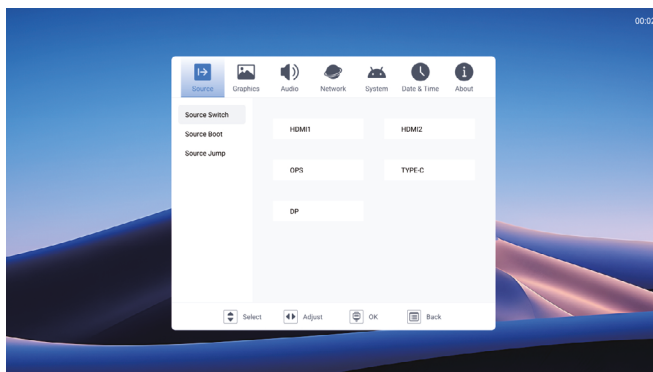 00:02
Source Graphics Audio Network System Date & Time About
Source Switch
Source Boot
Source Jump
HDMI1 HDMI2
OPS TYPE-C
DP
Select Adjust OK Back